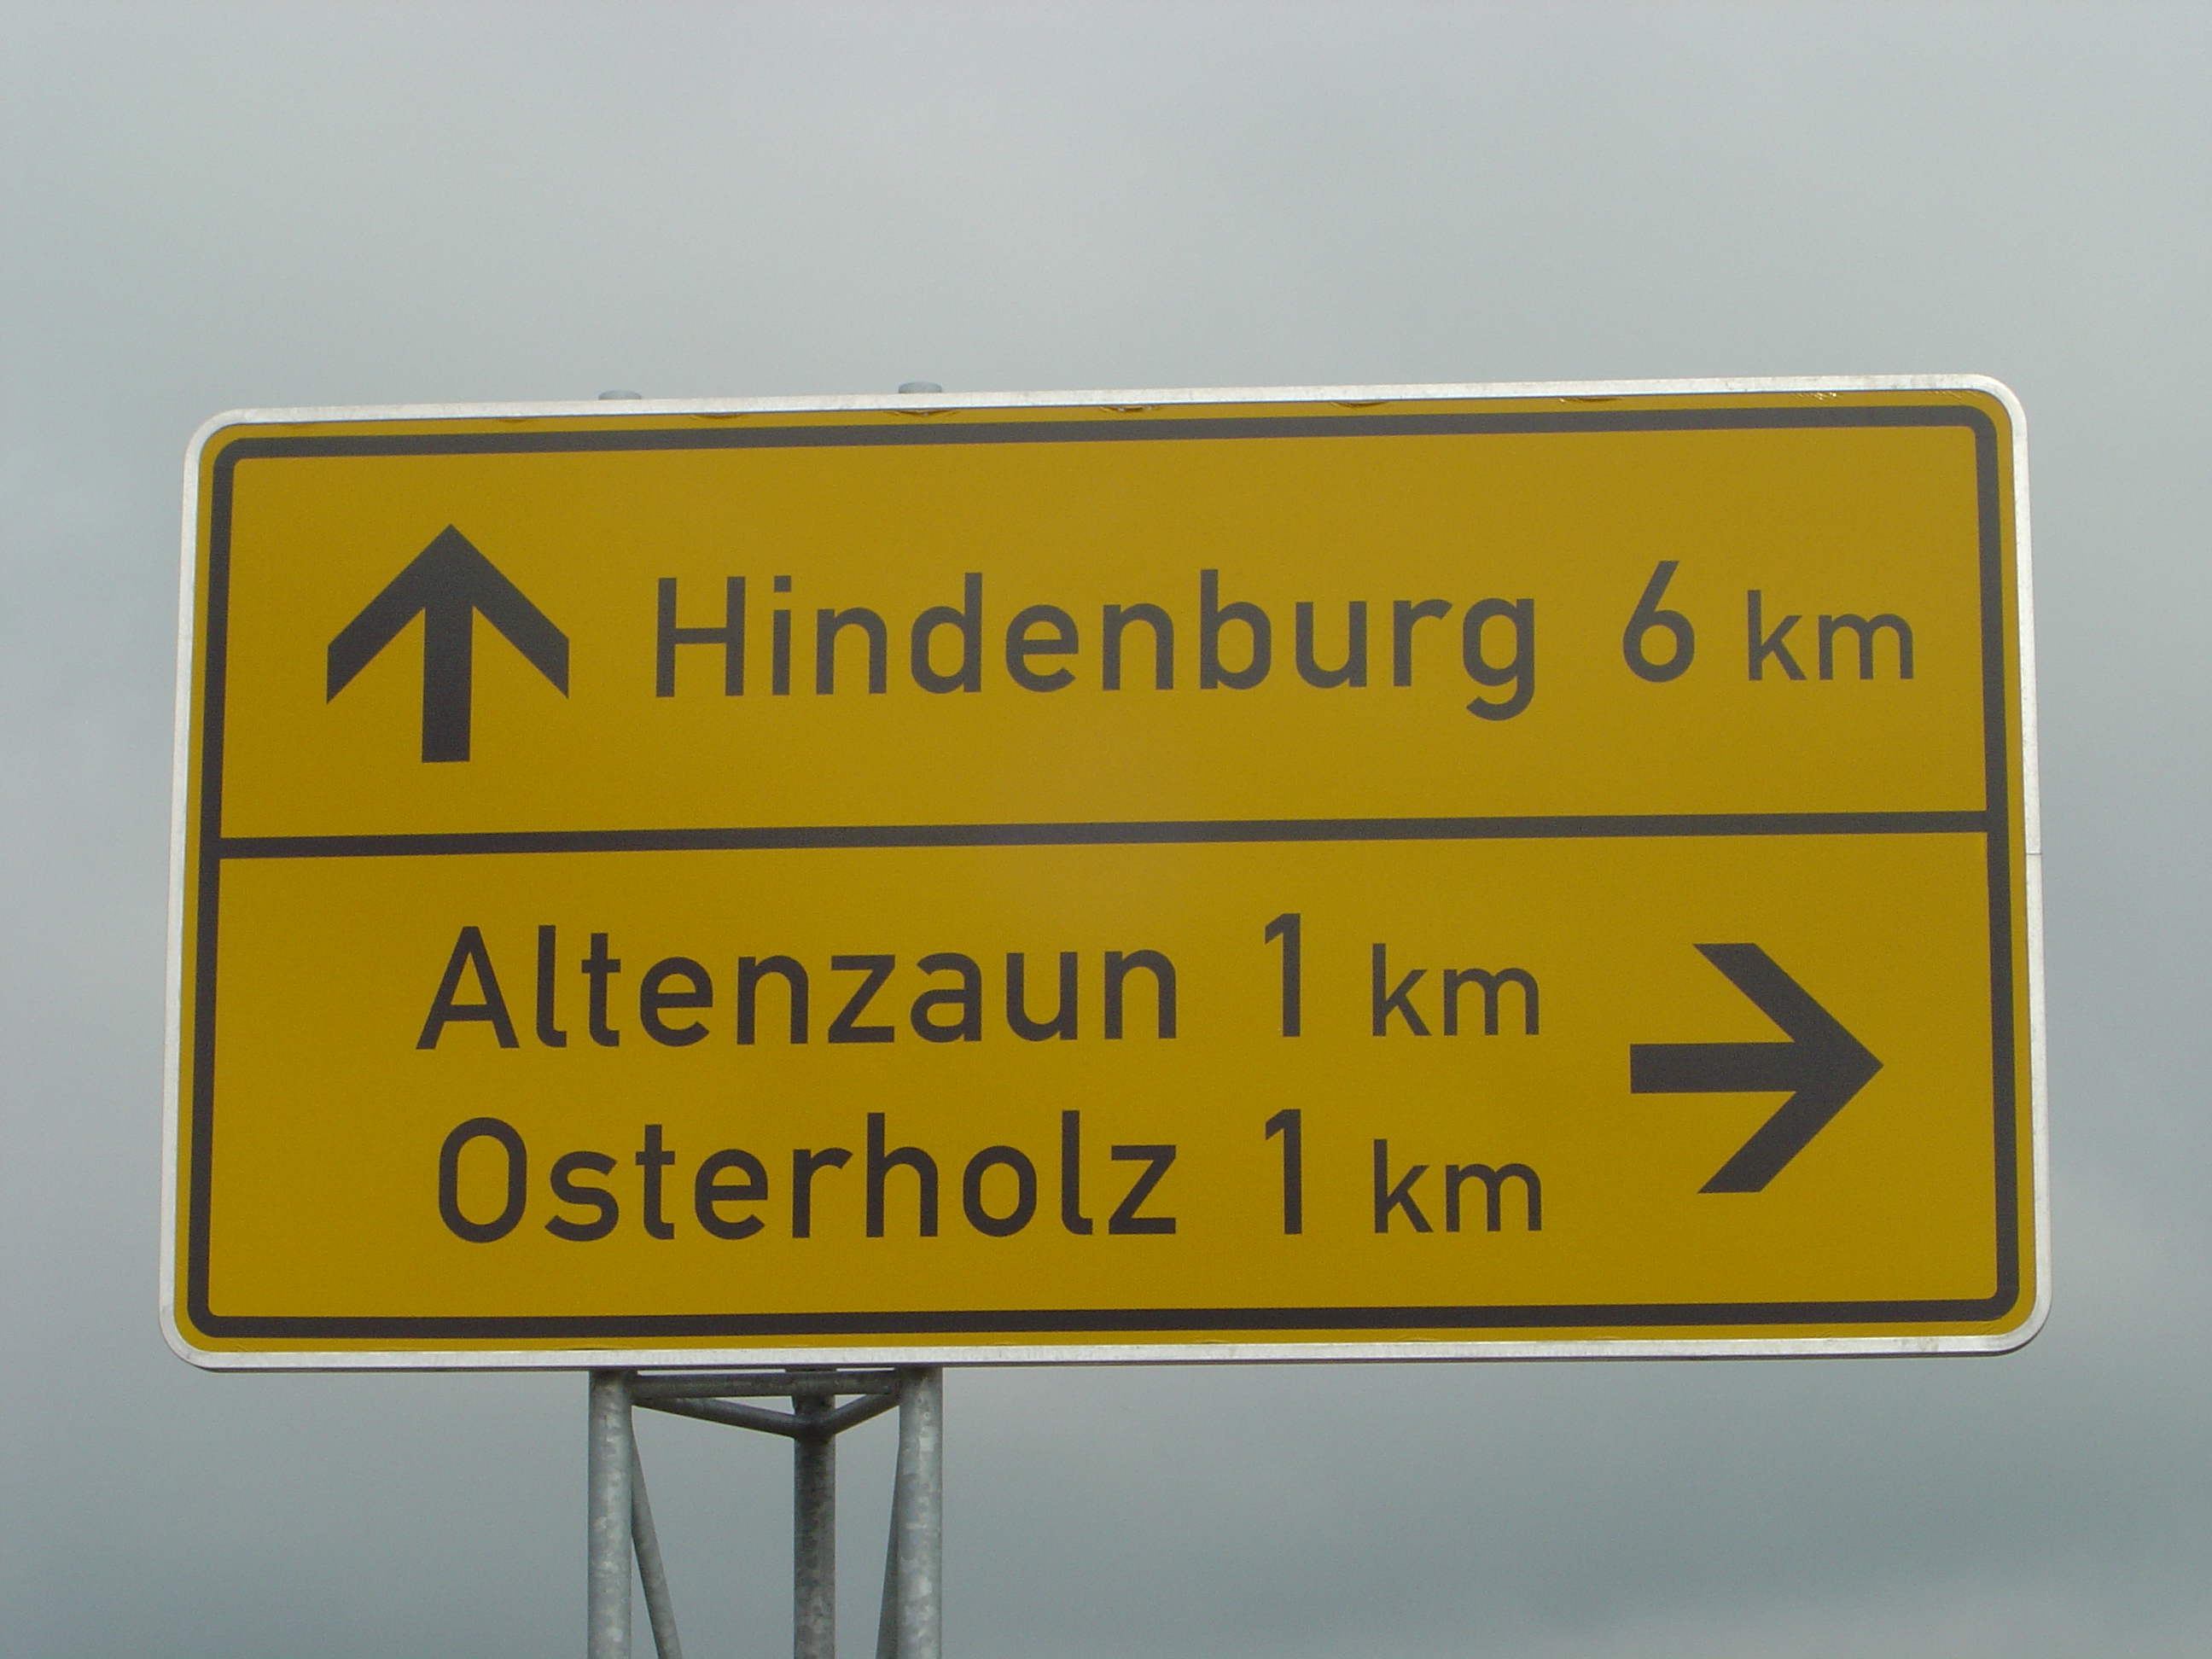 Hindenburg 6 km
Altenzaun 1 km
Osterholz 1 km